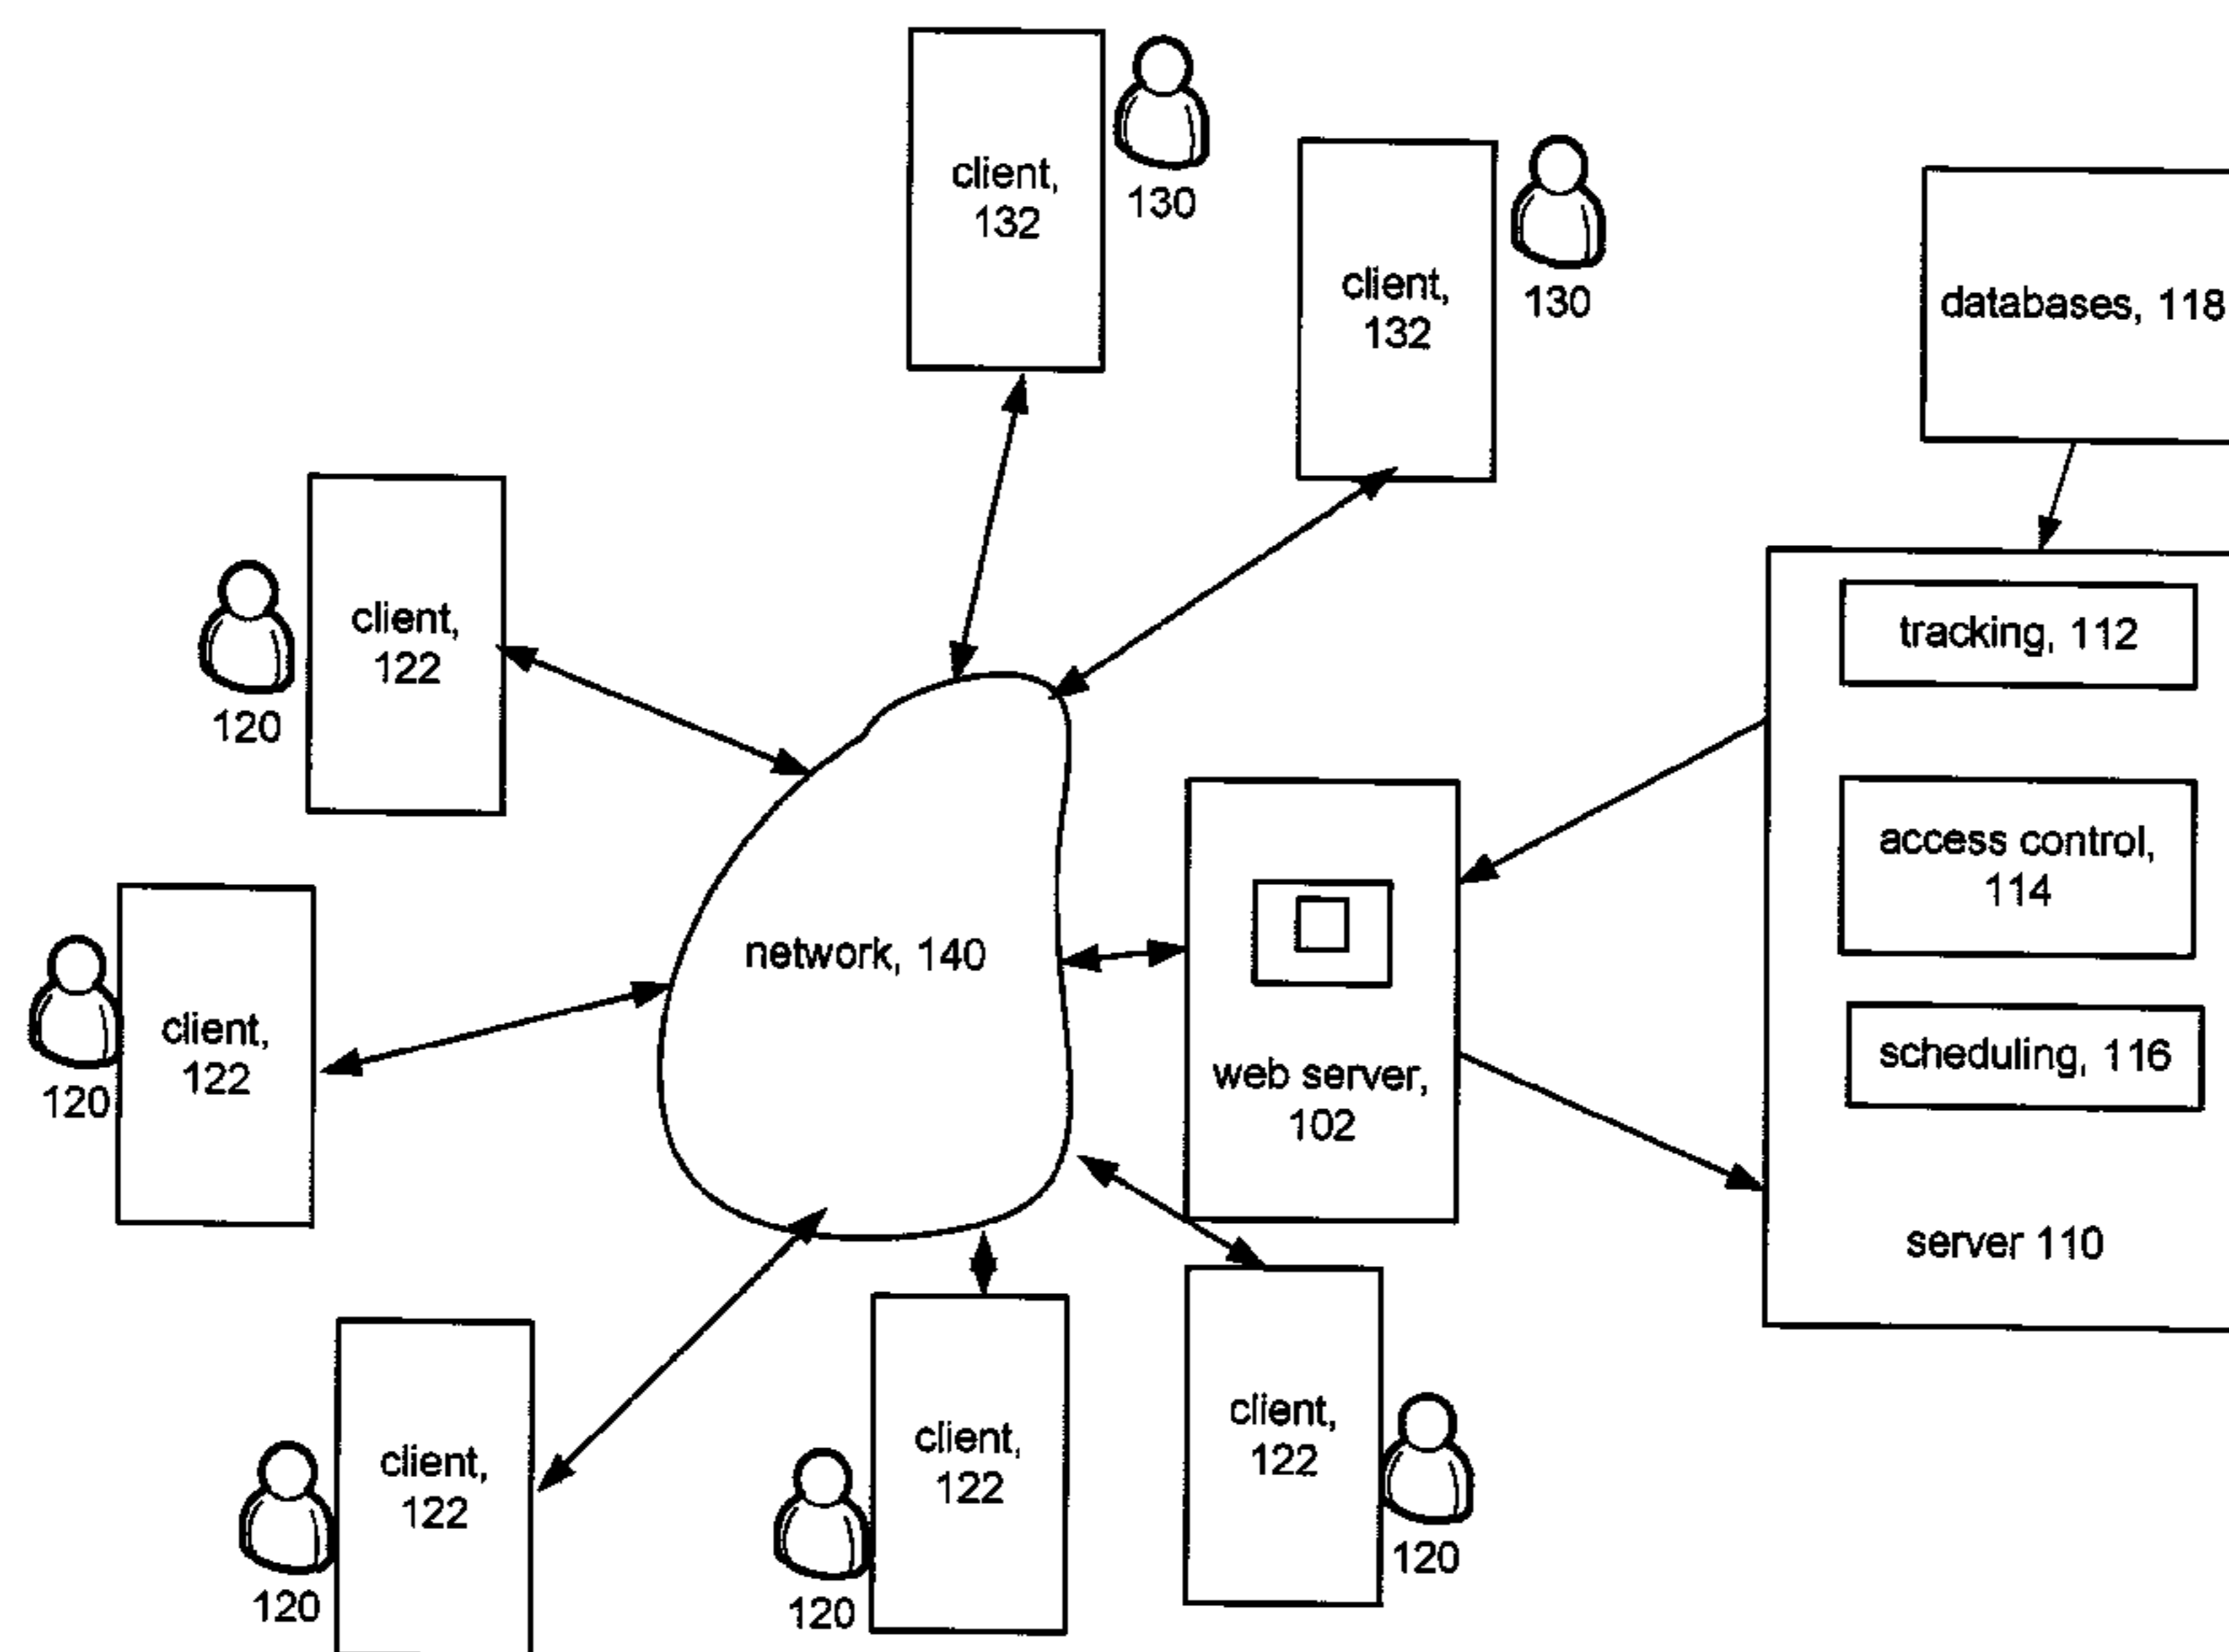 client,
132
130
client,
132
130
databases, 118
client,
122
120
tracking, 112
access control,
114
network, 140
client,
122
120
scheduling, 116
web server,
102
server 110
client,
122
120
client,
122
120
client,
122
120